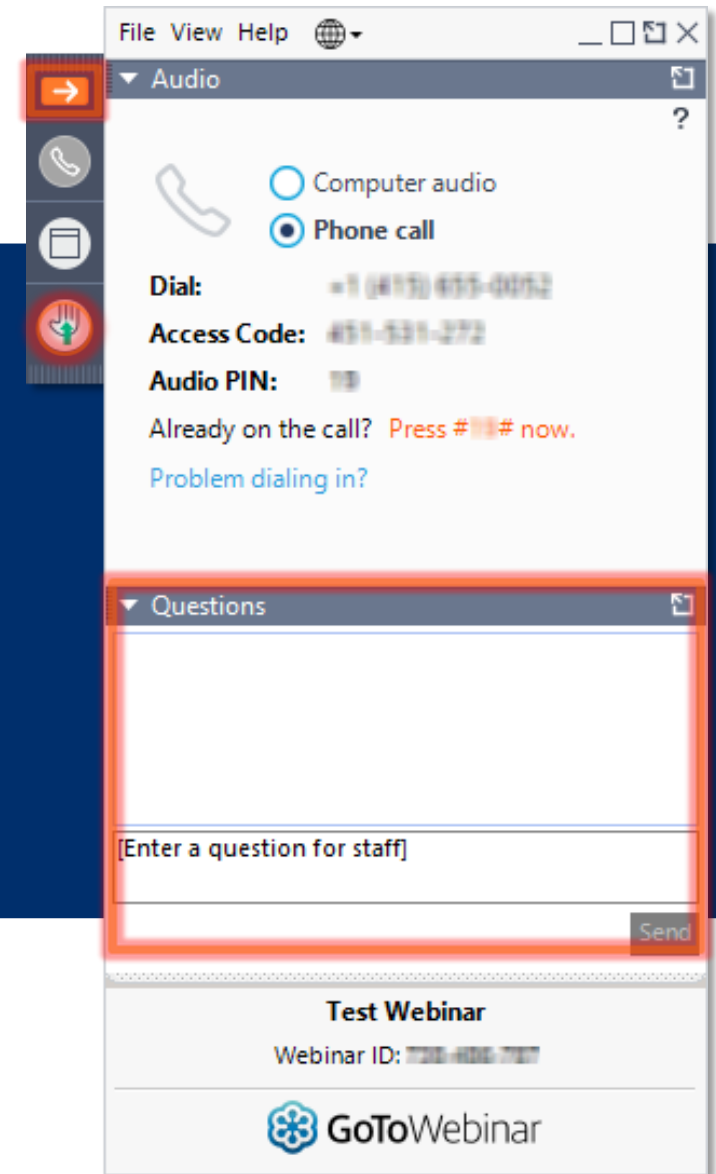 File View Help
Audio
?
Computer audio
Phone call
Dial:
Access Code:
Audio PIN:
Already on the call? Press # # now.
Problem dialing in?
Questions
[Enter a question for staff]
Send
Test Webinar
Webinar ID:
GoToWebinar